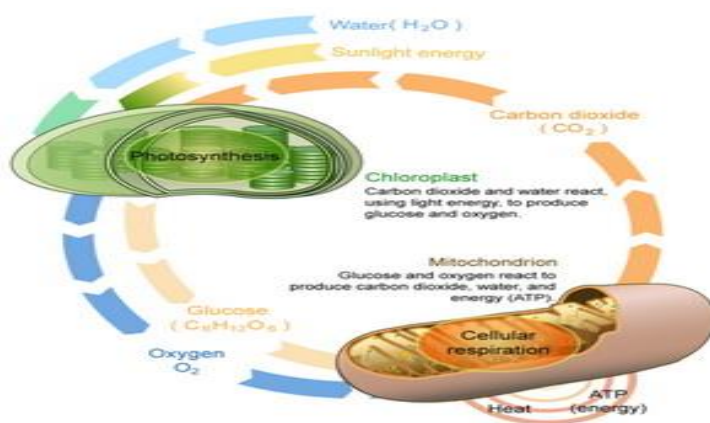 Water( H₂O )
Sunlight energy
Carbon dioxide
( CO₂ )
Photosynthesis
Chloroplast
Carbon dioxide and water react,
using light energy, to produce
glucose and oxygen.
Mitochondrion
Glucose and oxygen react to
produce carbon dioxide, water, and
energy (ATP).
Glucose
( C₆H₁₂O₆ )
Oxygen
O₂
Cellular
respiration
Heat
ATP
(energy)